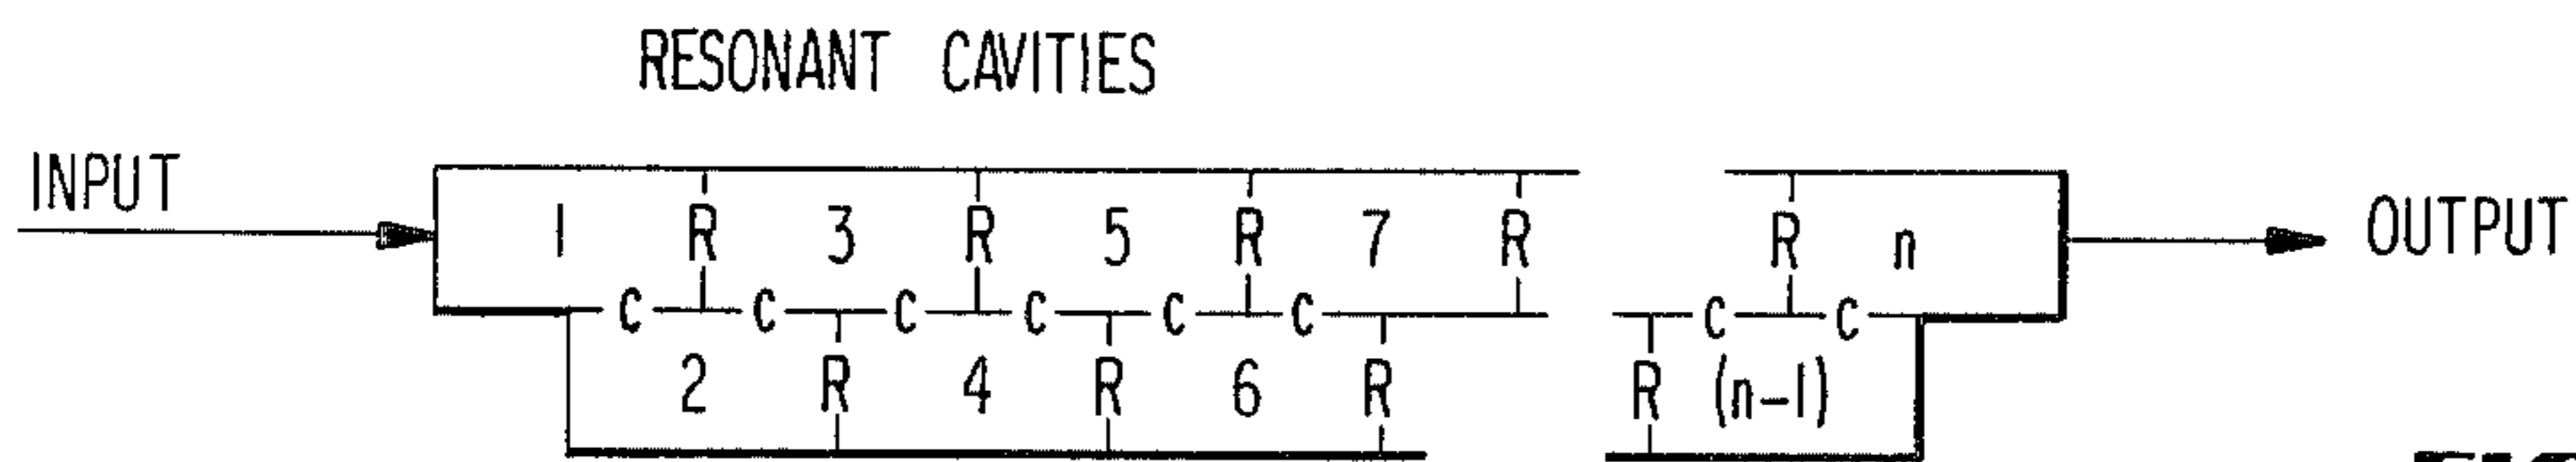 RESONANT CAVITIES
INPUT
1 R 3 R 5 R 7 R R n
OUTPUT
C C C C C C C C
2 R 4 R 6 R R (n-1)